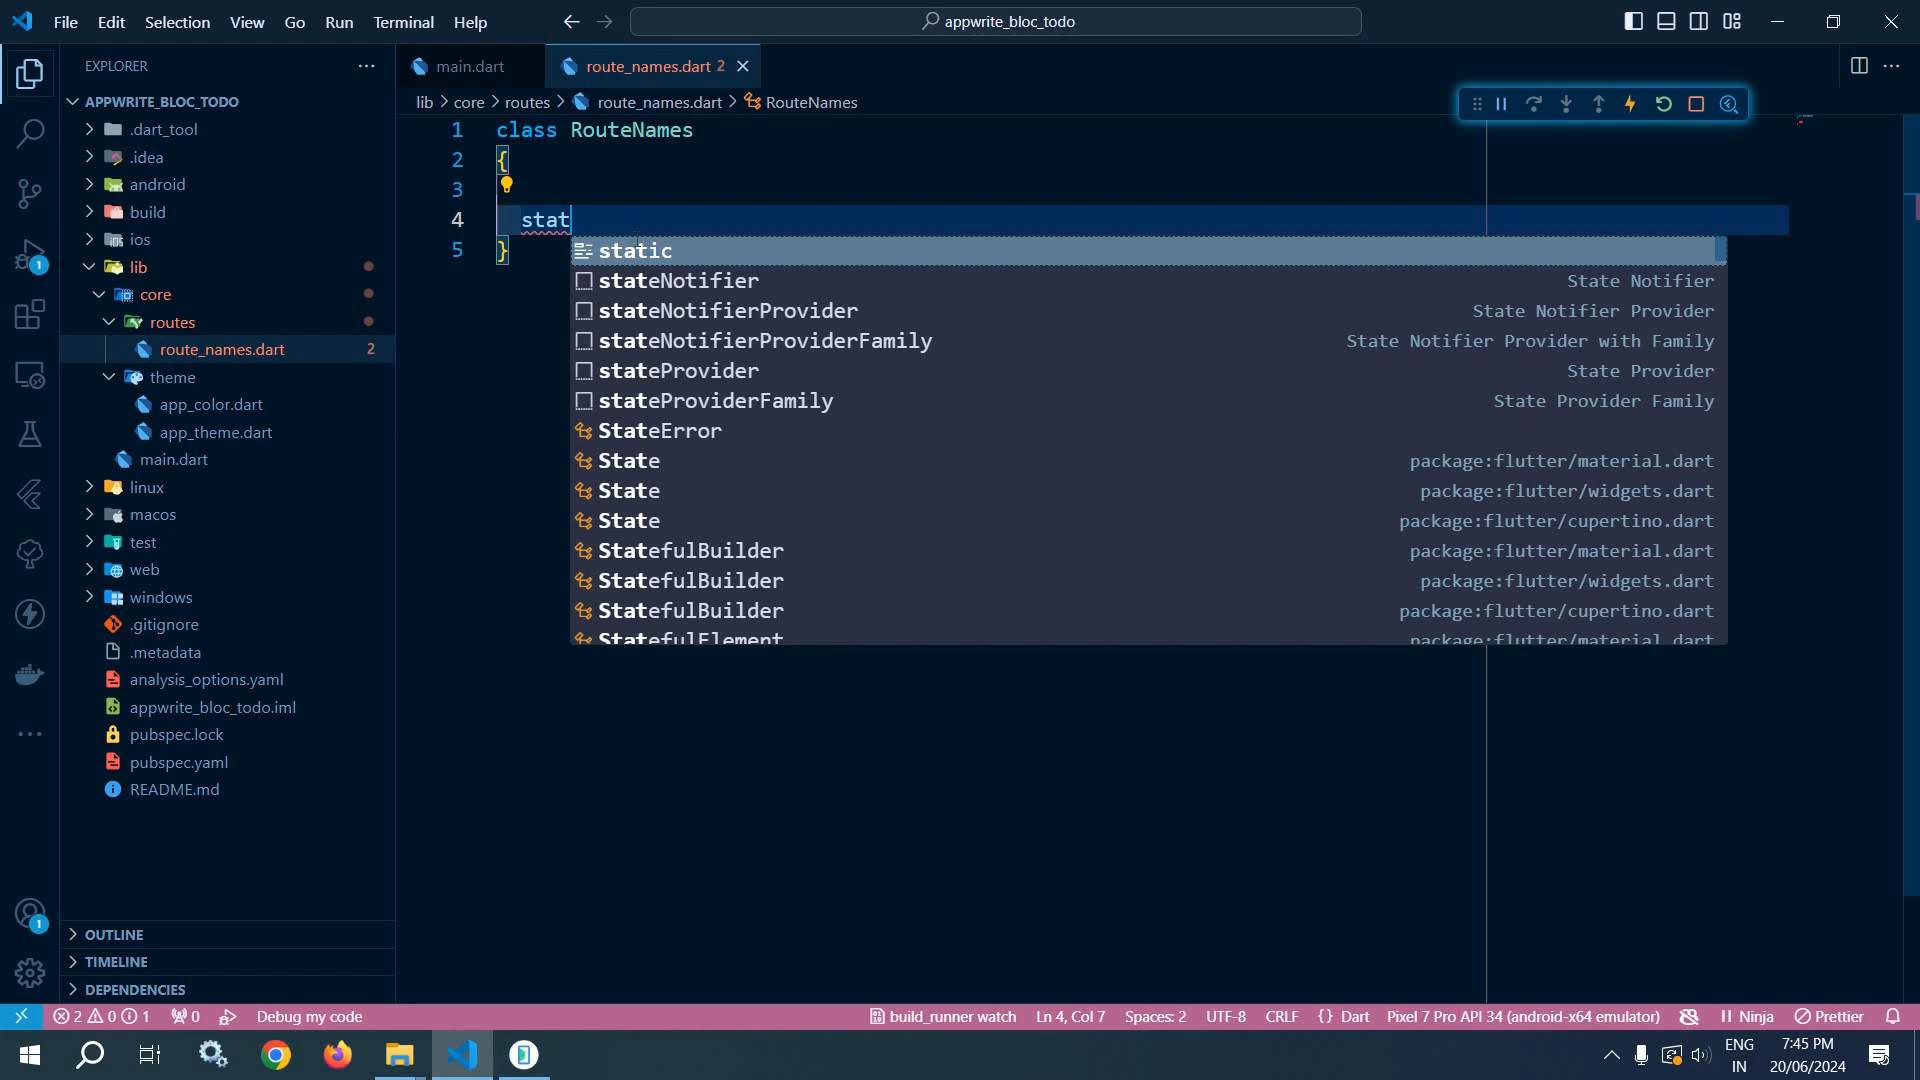 File Edit Selection View Go Run Terminal Help
appwrite_bloc_todo
EXPLORER
main.dart
route_names.dart 2
APPWRITE_BLOC_TODO
lib > core > routes > route_names.dart > RouteNames
.dart_tool
.idea
android
build
ios
lib
core
routes
route_names.dart 2
theme
app_color.dart
app_theme.dart
main.dart
linux
macos
test
web
windows
.gitignore
.metadata
analysis_options.yaml
appwrite_bloc_todo.iml
pubspec.lock
pubspec.yaml
README.md
OUTLINE
TIMELINE
DEPENDENCIES
1 class RouteNames
2 {
3
4 stat
5 }
static
stateNotifier State Notifier
stateNotifierProvider State Notifier Provider
stateNotifierProviderFamily State Notifier Provider with Family
stateProvider State Provider
stateProviderFamily State Provider Family
StateError
State package:flutter/material.dart
State package:flutter/widgets.dart
State package:flutter/cupertino.dart
StatefulBuilder package:flutter/material.dart
StatefulBuilder package:flutter/widgets.dart
StatefulBuilder package:flutter/cupertino.dart
StatefulElement package:flutter/material.dart
1
1
2 0 1 0 Debug my code build_runner watch Ln 4, Col 7 Spaces: 2 UTF-8 CRLF {} Dart Pixel 7 Pro API 34 (android-x64 emulator) Ninja Prettier
ENG
IN
7:45 PM
20/06/2024